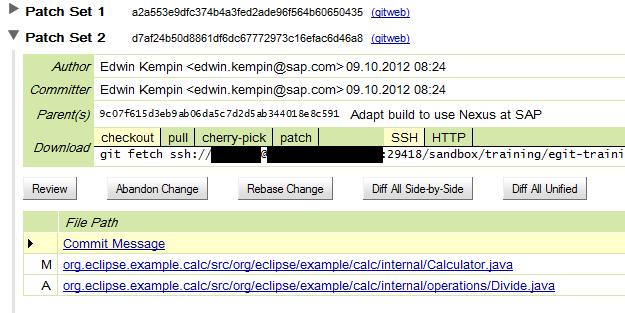 Patch Set 1 a2a553e9dfc374b4a3fed2ade96f564b60650435 (gitweb)
Patch Set 2 d7af24b50d8861df6dc67772973c16efac6d46a8 (gitweb)
Author Edwin Kempin <edwin.kempin@sap.com> 09.10.2012 08:24
Committer Edwin Kempin <edwin.kempin@sap.com> 09.10.2012 08:24
Parent(s) 9c07f615d3eb9ab06da5c7d2d5ab344018e8c591 Adapt build to use Nexus at SAP
Download checkout pull cherry-pick patch SSH HTTP
git fetch ssh:// @ :29418/sandbox/training/egit-traini
Review Abandon Change Rebase Change Diff All Side-by-Side Diff All Unified
File Path
Commit Message
M org.eclipse.example.calc/src/org/eclipse/example/calc/internal/Calculator.java
A org.eclipse.example.calc/src/org/eclipse/example/calc/internal/operations/Divide.java